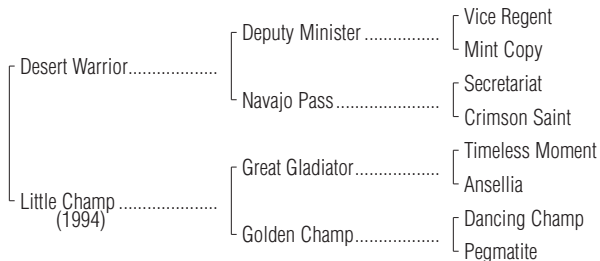 Vice Regent
Deputy Minister ................
Mint Copy
Desert Warrior...................
Secretariat
Navajo Pass ......................
Crimson Saint
Timeless Moment
Great Gladiator..................
Ansellia
Little Champ .....................
(1994)
Dancing Champ
Golden Champ..................
Pegmatite